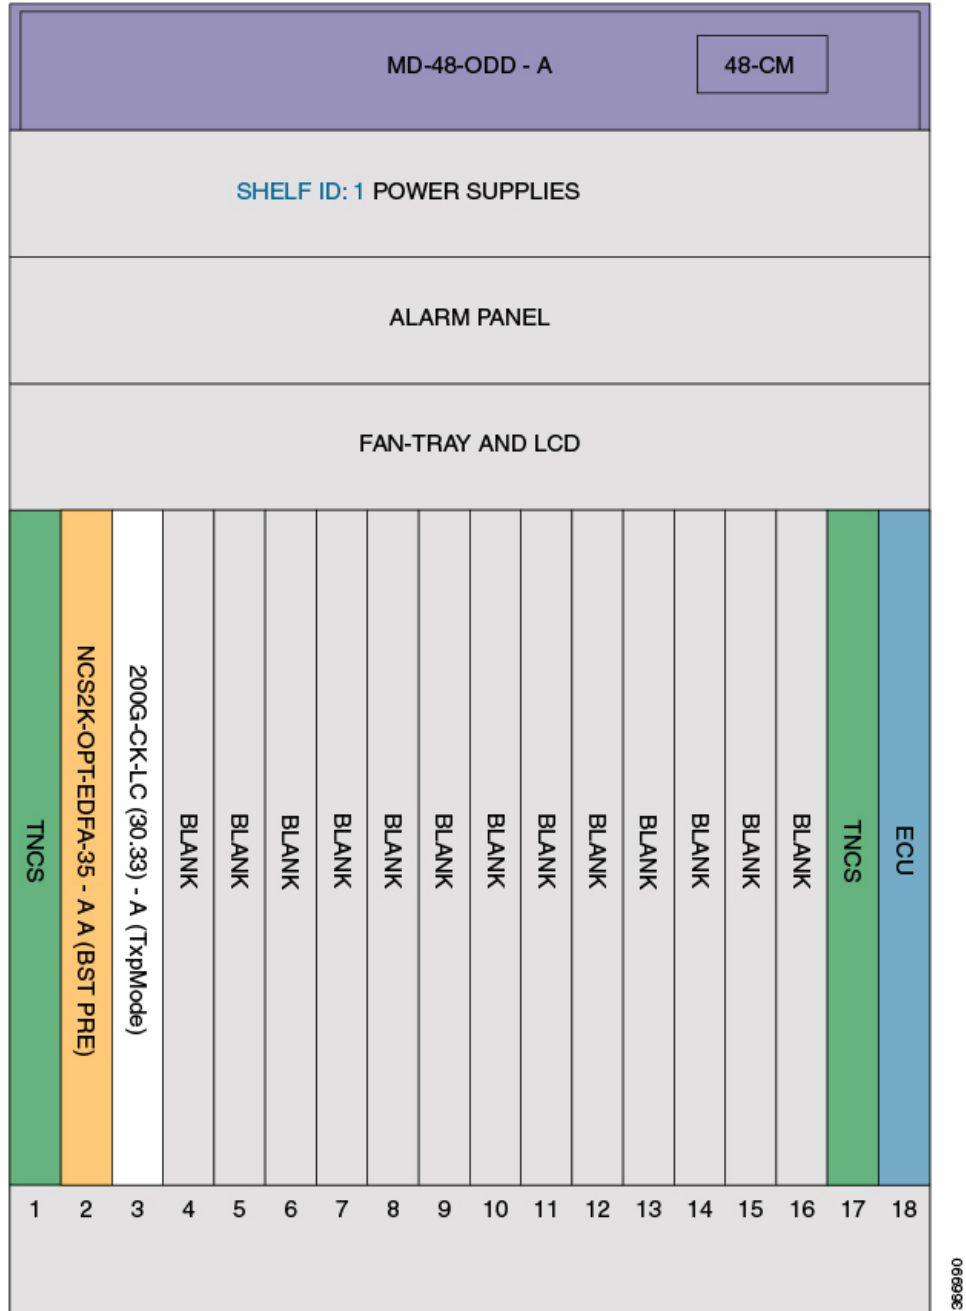 MD-48-ODD - A
48-CM
SHELF ID: 1 POWER SUPPLIES
ALARM PANEL
FAN-TRAY AND LCD
TNCS
NCS2K-OPT-EDFA-35 - A A (BST PRE)
200G-CK-LC (30.33) - A (TxpMode)
BLANK
BLANK
BLANK
BLANK
BLANK
BLANK
BLANK
BLANK
BLANK
BLANK
BLANK
BLANK
BLANK
TNCS
ECU
1 2 3 4 5 6 7 8 9 10 11 12 13 14 15 16 17 18
366990